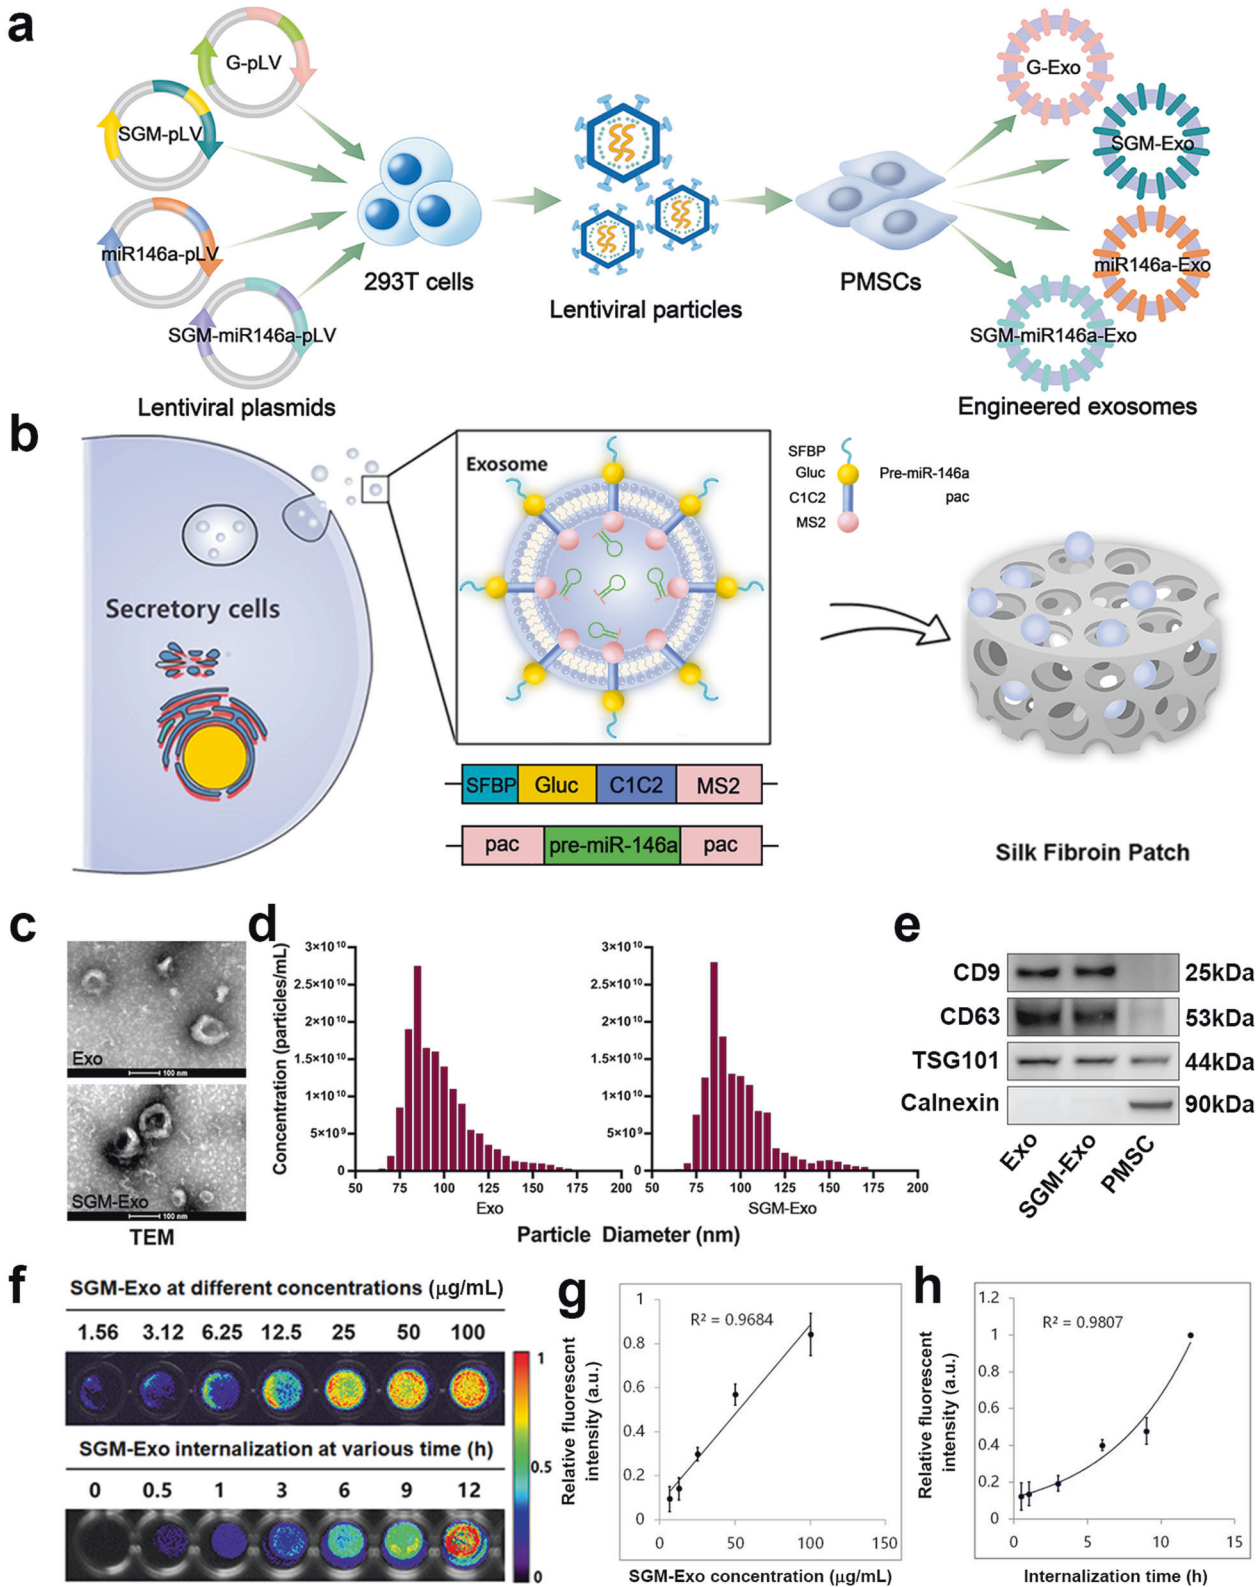 a
G-pLV
SGM-pLV
miR146a-pLV
SGM-miR146a-pLV
Lentiviral plasmids
293T cells
Lentiviral particles
PMSCs
G-Exo
SGM-Exo
miR146a-Exo
SGM-miR146a-Exo
Engineered exosomes
b
Secretory cells
Exosome
SFBP
Gluc
C1C2
MS2
Pre-miR-146a
pac
SFBP Gluc C1C2 MS2
pac pre-miR-146a pac
Silk Fibroin Patch
c
Exo
100 nm
SGM-Exo
100 nm
TEM
d
Concentration (particles/mL)
3×10¹⁰
2.5×10¹⁰
2×10¹⁰
1.5×10¹⁰
1×10¹⁰
5×10⁹
0
50 75 100 125 150 175 200
Exo
3×10¹⁰
2.5×10¹⁰
2×10¹⁰
1.5×10¹⁰
1×10¹⁰
5×10⁹
0
50 75 100 125 150 175 200
SGM-Exo
Particle Diameter (nm)
e
CD9 25kDa
CD63 53kDa
TSG101 44kDa
Calnexin 90kDa
Exo
SGM-Exo
PMSC
f
SGM-Exo at different concentrations (μg/mL)
1.56 3.12 6.25 12.5 25 50 100
SGM-Exo internalization at various time (h)
0 0.5 1 3 6 9 12
1
0.5
0
g
Relative fluorescent
intensity (a.u.)
1
0.8
0.6
0.4
0.2
0
R² = 0.9684
0 50 100 150
SGM-Exo concentration (μg/mL)
h
Relative fluorescent
intensity (a.u.)
1.2
1
0.8
0.6
0.4
0.2
0
R² = 0.9807
0 5 10 15
Internalization time (h)